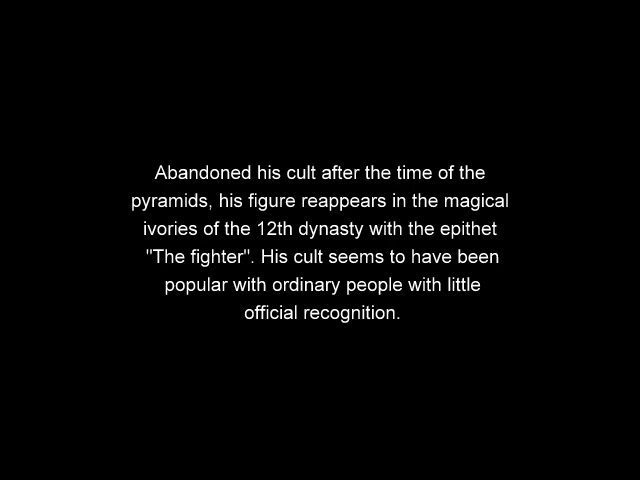 Abandoned his cult after the time of the
pyramids, his figure reappears in the magical
ivories of the 12th dynasty with the epithet
"The fighter". His cult seems to have been
popular with ordinary people with little
official recognition.